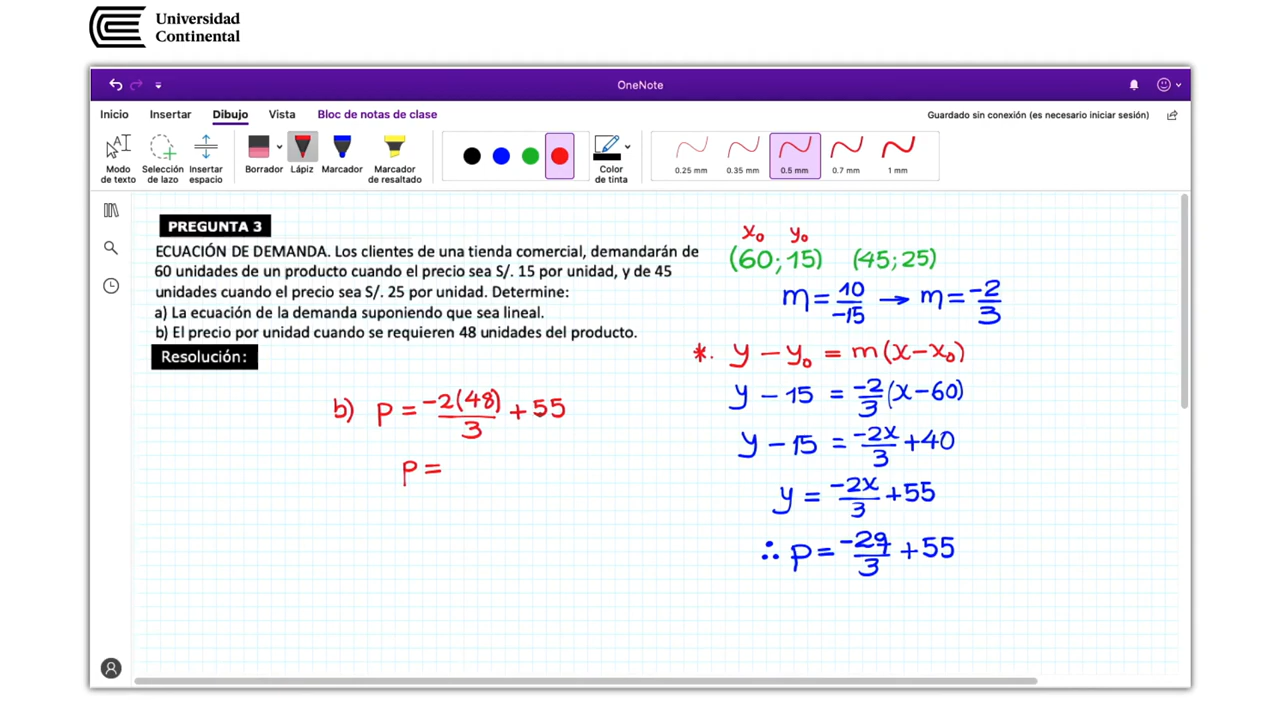 Universidad
Continental
OneNote
Inicio Insertar Dibujo Vista Bloc de notas de clase
Guardado sin conexión (es necesario iniciar sesión)
Modo de texto
Selección de lazo
Insertar espacio
Borrador
Lápiz
Marcador
Marcador de resaltado
Color de tinta
0.25 mm 0.35 mm 0.5 mm 0.7 mm 1 mm
PREGUNTA 3
ECUACIÓN DE DEMANDA. Los clientes de una tienda comercial, demandarán de
60 unidades de un producto cuando el precio sea S/. 15 por unidad, y de 45
unidades cuando el precio sea S/. 25 por unidad. Determine:
a) La ecuación de la demanda suponiendo que sea lineal.
b) El precio por unidad cuando se requieren 48 unidades del producto.
Resolución:
b) p = -2(48)/3 + 55
p =
x₀ y₀
(60; 15) (45; 25)
m = 10/-15 → m = -2/3
*. y - y₀ = m(x - x₀)
y - 15 = -2/3 (x - 60)
y - 15 = -2x/3 + 40
y = -2x/3 + 55
∴ p = -2q/3 + 55